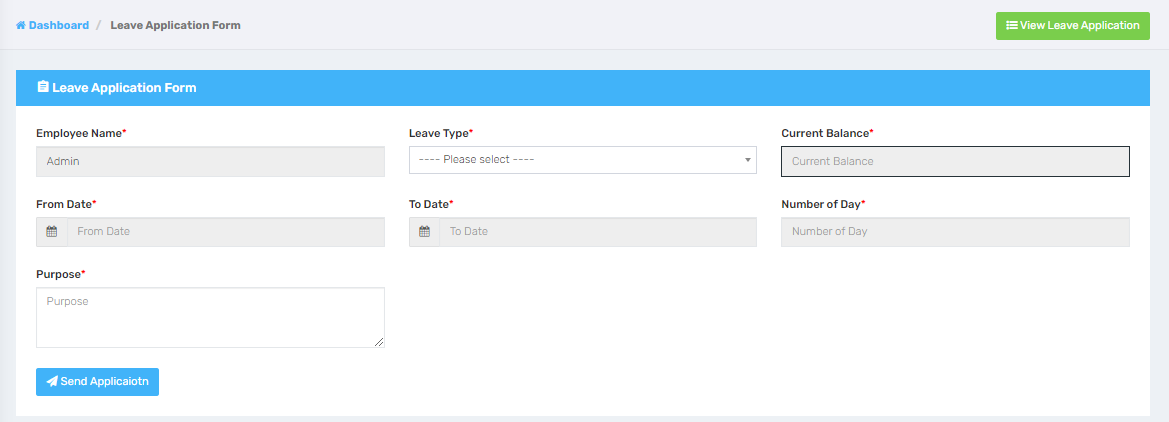 Dashboard / Leave Application Form
View Leave Application
Leave Application Form
Employee Name* Leave Type* Current Balance*
Admin ---- Please select ---- Current Balance
From Date* To Date* Number of Day*
From Date To Date Number of Day
Purpose*
Purpose
Send Applicaiotn